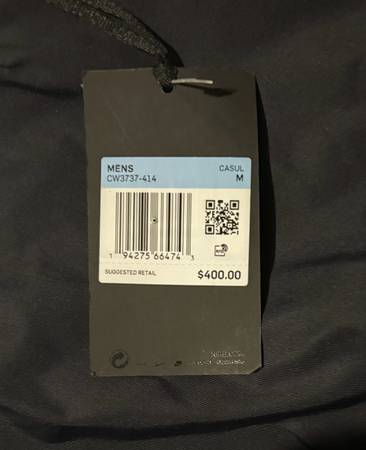 MENS CASUL
CW3737-414 M
1 94275 66474 3
SUGGESTED RETAIL $400.00